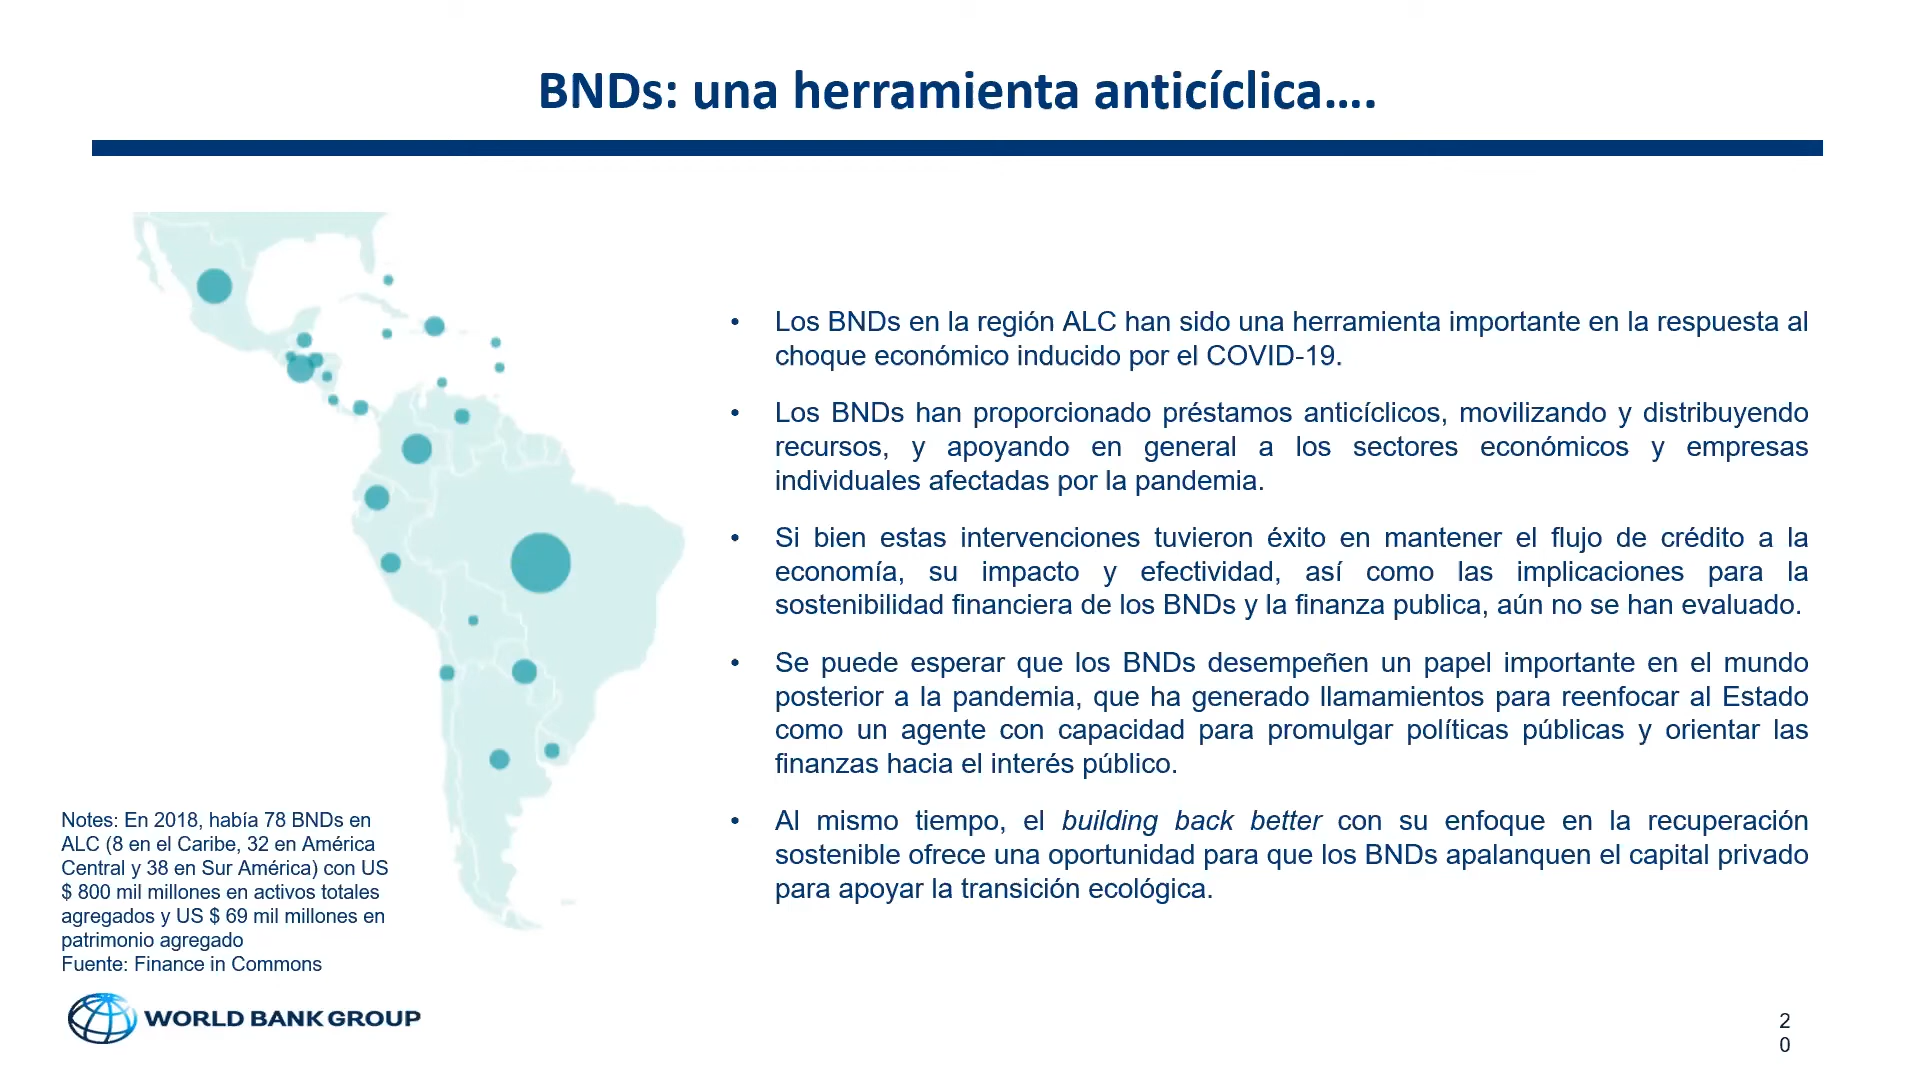 BNDs: una herramienta anticíclica....
Los BNDs en la región ALC han sido una herramienta importante en la respuesta al
choque económico inducido por el COVID-19.
Los BNDs han proporcionado préstamos anticíclicos, movilizando y distribuyendo
recursos, y apoyando en general a los sectores económicos y empresas
individuales afectadas por la pandemia.
Si bien estas intervenciones tuvieron éxito en mantener el flujo de crédito a la
economía, su impacto y efectividad, así como las implicaciones para la
sostenibilidad financiera de los BNDs y la finanza publica, aún no se han evaluado.
Se puede esperar que los BNDs desempeñen un papel importante en el mundo
posterior a la pandemia, que ha generado llamamientos para reenfocar al Estado
como un agente con capacidad para promulgar políticas públicas y orientar las
finanzas hacia el interés público.
Al mismo tiempo, el building back better con su enfoque en la recuperación
sostenible ofrece una oportunidad para que los BNDs apalanquen el capital privado
para apoyar la transición ecológica.
Notes: En 2018, había 78 BNDs en
ALC (8 en el Caribe, 32 en América
Central y 38 en Sur América) con US
$ 800 mil millones en activos totales
agregados y US $ 69 mil millones en
patrimonio agregado
Fuente: Finance in Commons
WORLD BANK GROUP
2
0